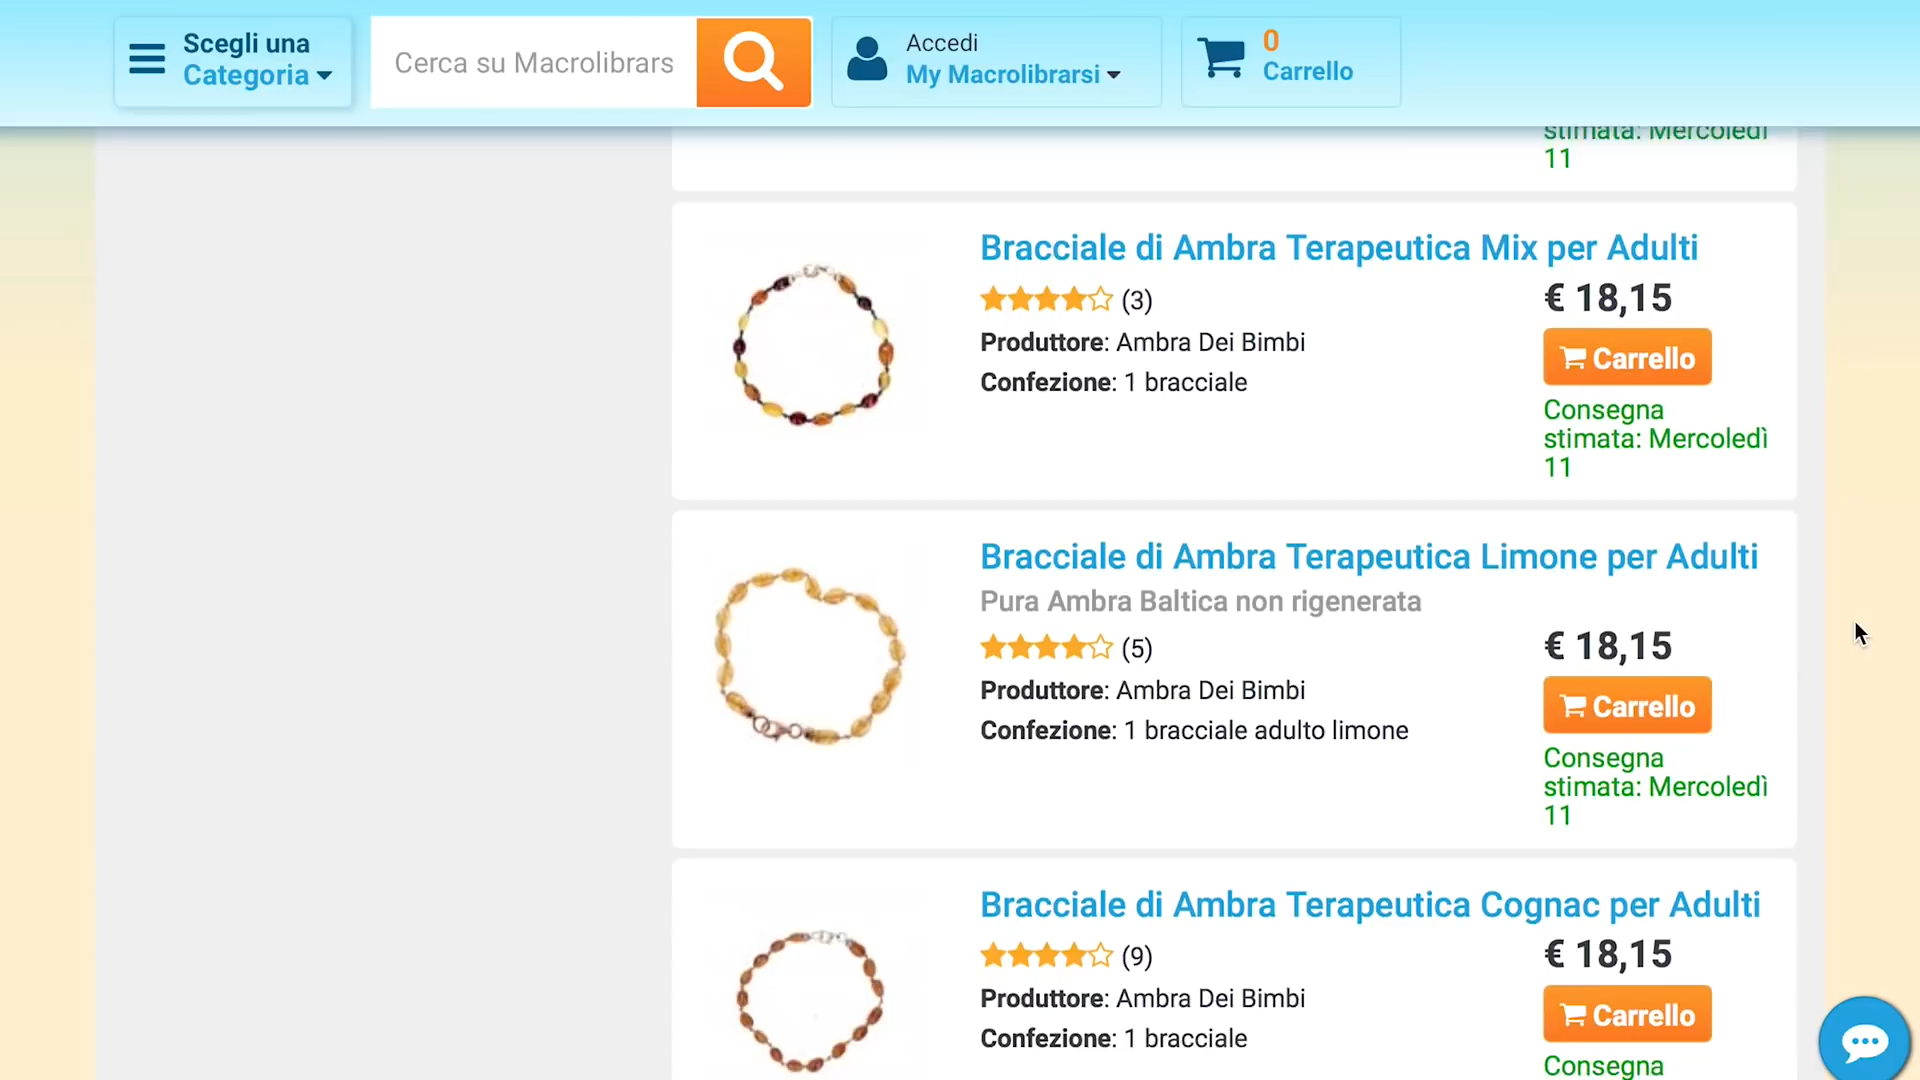 Scegli una
Categoria
Cerca su Macrolibrars
Accedi
My Macrolibrarsi
0
Carrello
stimata: Mercoledì
11
Bracciale di Ambra Terapeutica Mix per Adulti
(3)
€ 18,15
Produttore: Ambra Dei Bimbi
Carrello
Confezione: 1 bracciale
Consegna
stimata: Mercoledì
11
Bracciale di Ambra Terapeutica Limone per Adulti
Pura Ambra Baltica non rigenerata
(5)
€ 18,15
Produttore: Ambra Dei Bimbi
Carrello
Confezione: 1 bracciale adulto limone
Consegna
stimata: Mercoledì
11
Bracciale di Ambra Terapeutica Cognac per Adulti
(9)
€ 18,15
Produttore: Ambra Dei Bimbi
Carrello
Confezione: 1 bracciale
Consegna